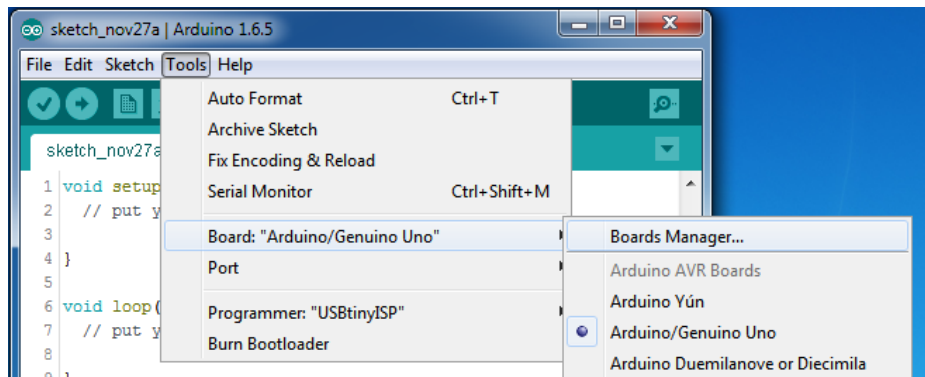 sketch_nov27a | Arduino 1.6.5
File Edit Sketch Tools Help
Auto Format Ctrl+T
Archive Sketch
sketch_nov27a
Fix Encoding & Reload
1 void setup
Serial Monitor Ctrl+Shift+M
2 // put y
3
Board: "Arduino/Genuino Uno"
Boards Manager...
4 }
Port
Arduino AVR Boards
5
6 void loop(
Programmer: "USBtinyISP"
Arduino Yún
7 // put y
Arduino/Genuino Uno
8
Burn Bootloader
Arduino Duemilanove or Diecimila